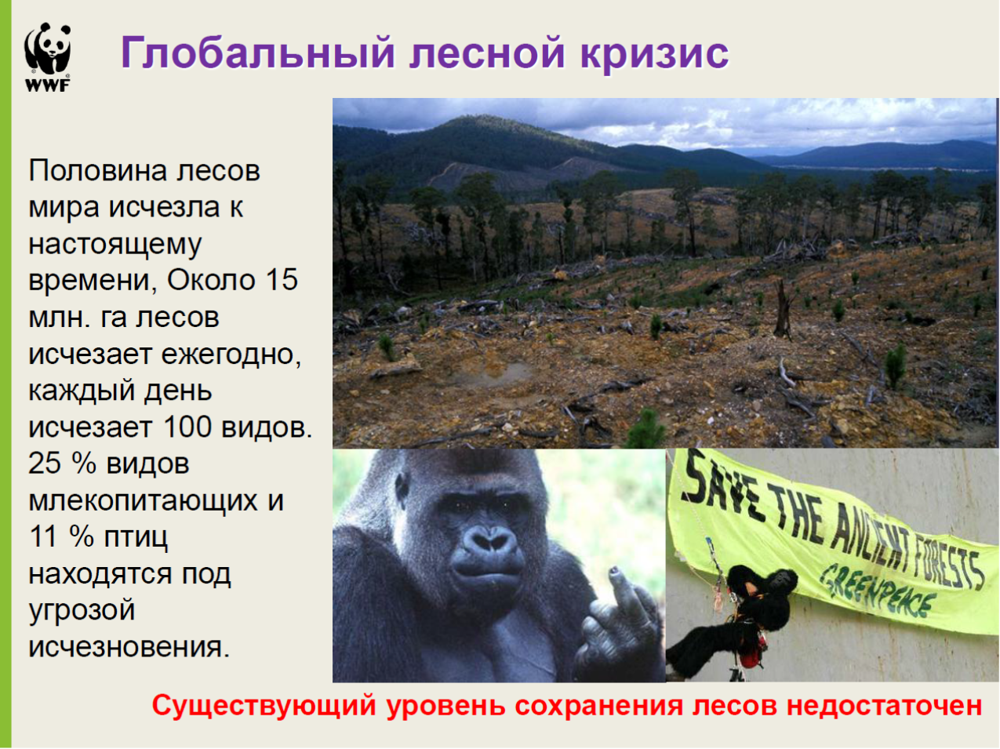 WWF
Глобальный лесной кризис
Половина лесов
мира исчезла к
настоящему
времени, Около 15
млн. га лесов
исчезает ежегодно,
каждый день
исчезает 100 видов.
25 % видов
млекопитающих и
11 % птиц
находятся под
угрозой
исчезновения.
SAVE THE ANCIENT FORESTS
GREENPEACE
Существующий уровень сохранения лесов недостаточен